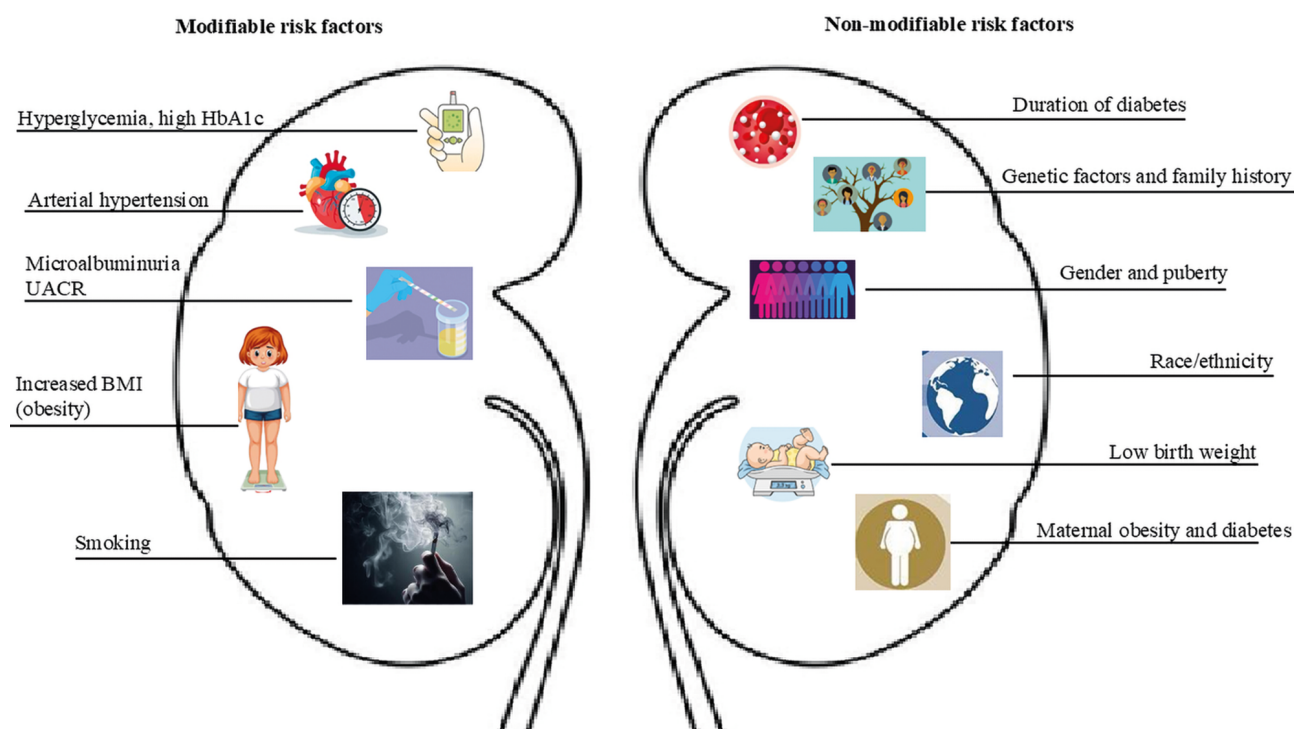 Modifiable risk factors
Hyperglycemia, high HbA1c
Arterial hypertension
Microalbuminuria
UACR
Increased BMI
(obesity)
Smoking
Non-modifiable risk factors
Duration of diabetes
Genetic factors and family history
Gender and puberty
Race/ethnicity
Low birth weight
Maternal obesity and diabetes